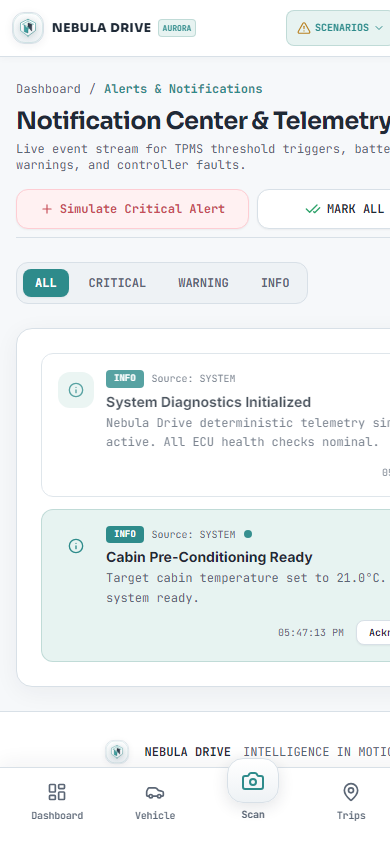 NEBULA DRIVE AURORA SCENARIOS
Dashboard / Alerts & Notifications
Notification Center & Telemetry
Live event stream for TPMS threshold triggers,
warnings, and controller faults.
Simulate Critical Alert MARK ALL
ALL CRITICAL WARNING INFO
INFO Source: SYSTEM
System Diagnostics Initialized
Nebula Drive deterministic telemetry
active. All ECU health checks nominal.
INFO Source: SYSTEM
Cabin Pre-Conditioning Ready
Target cabin temperature set to 21.0°C.
system ready.
05:47:13 PM
NEBULA DRIVE INTELLIGENCE IN
Dashboard Vehicle Scan Trips